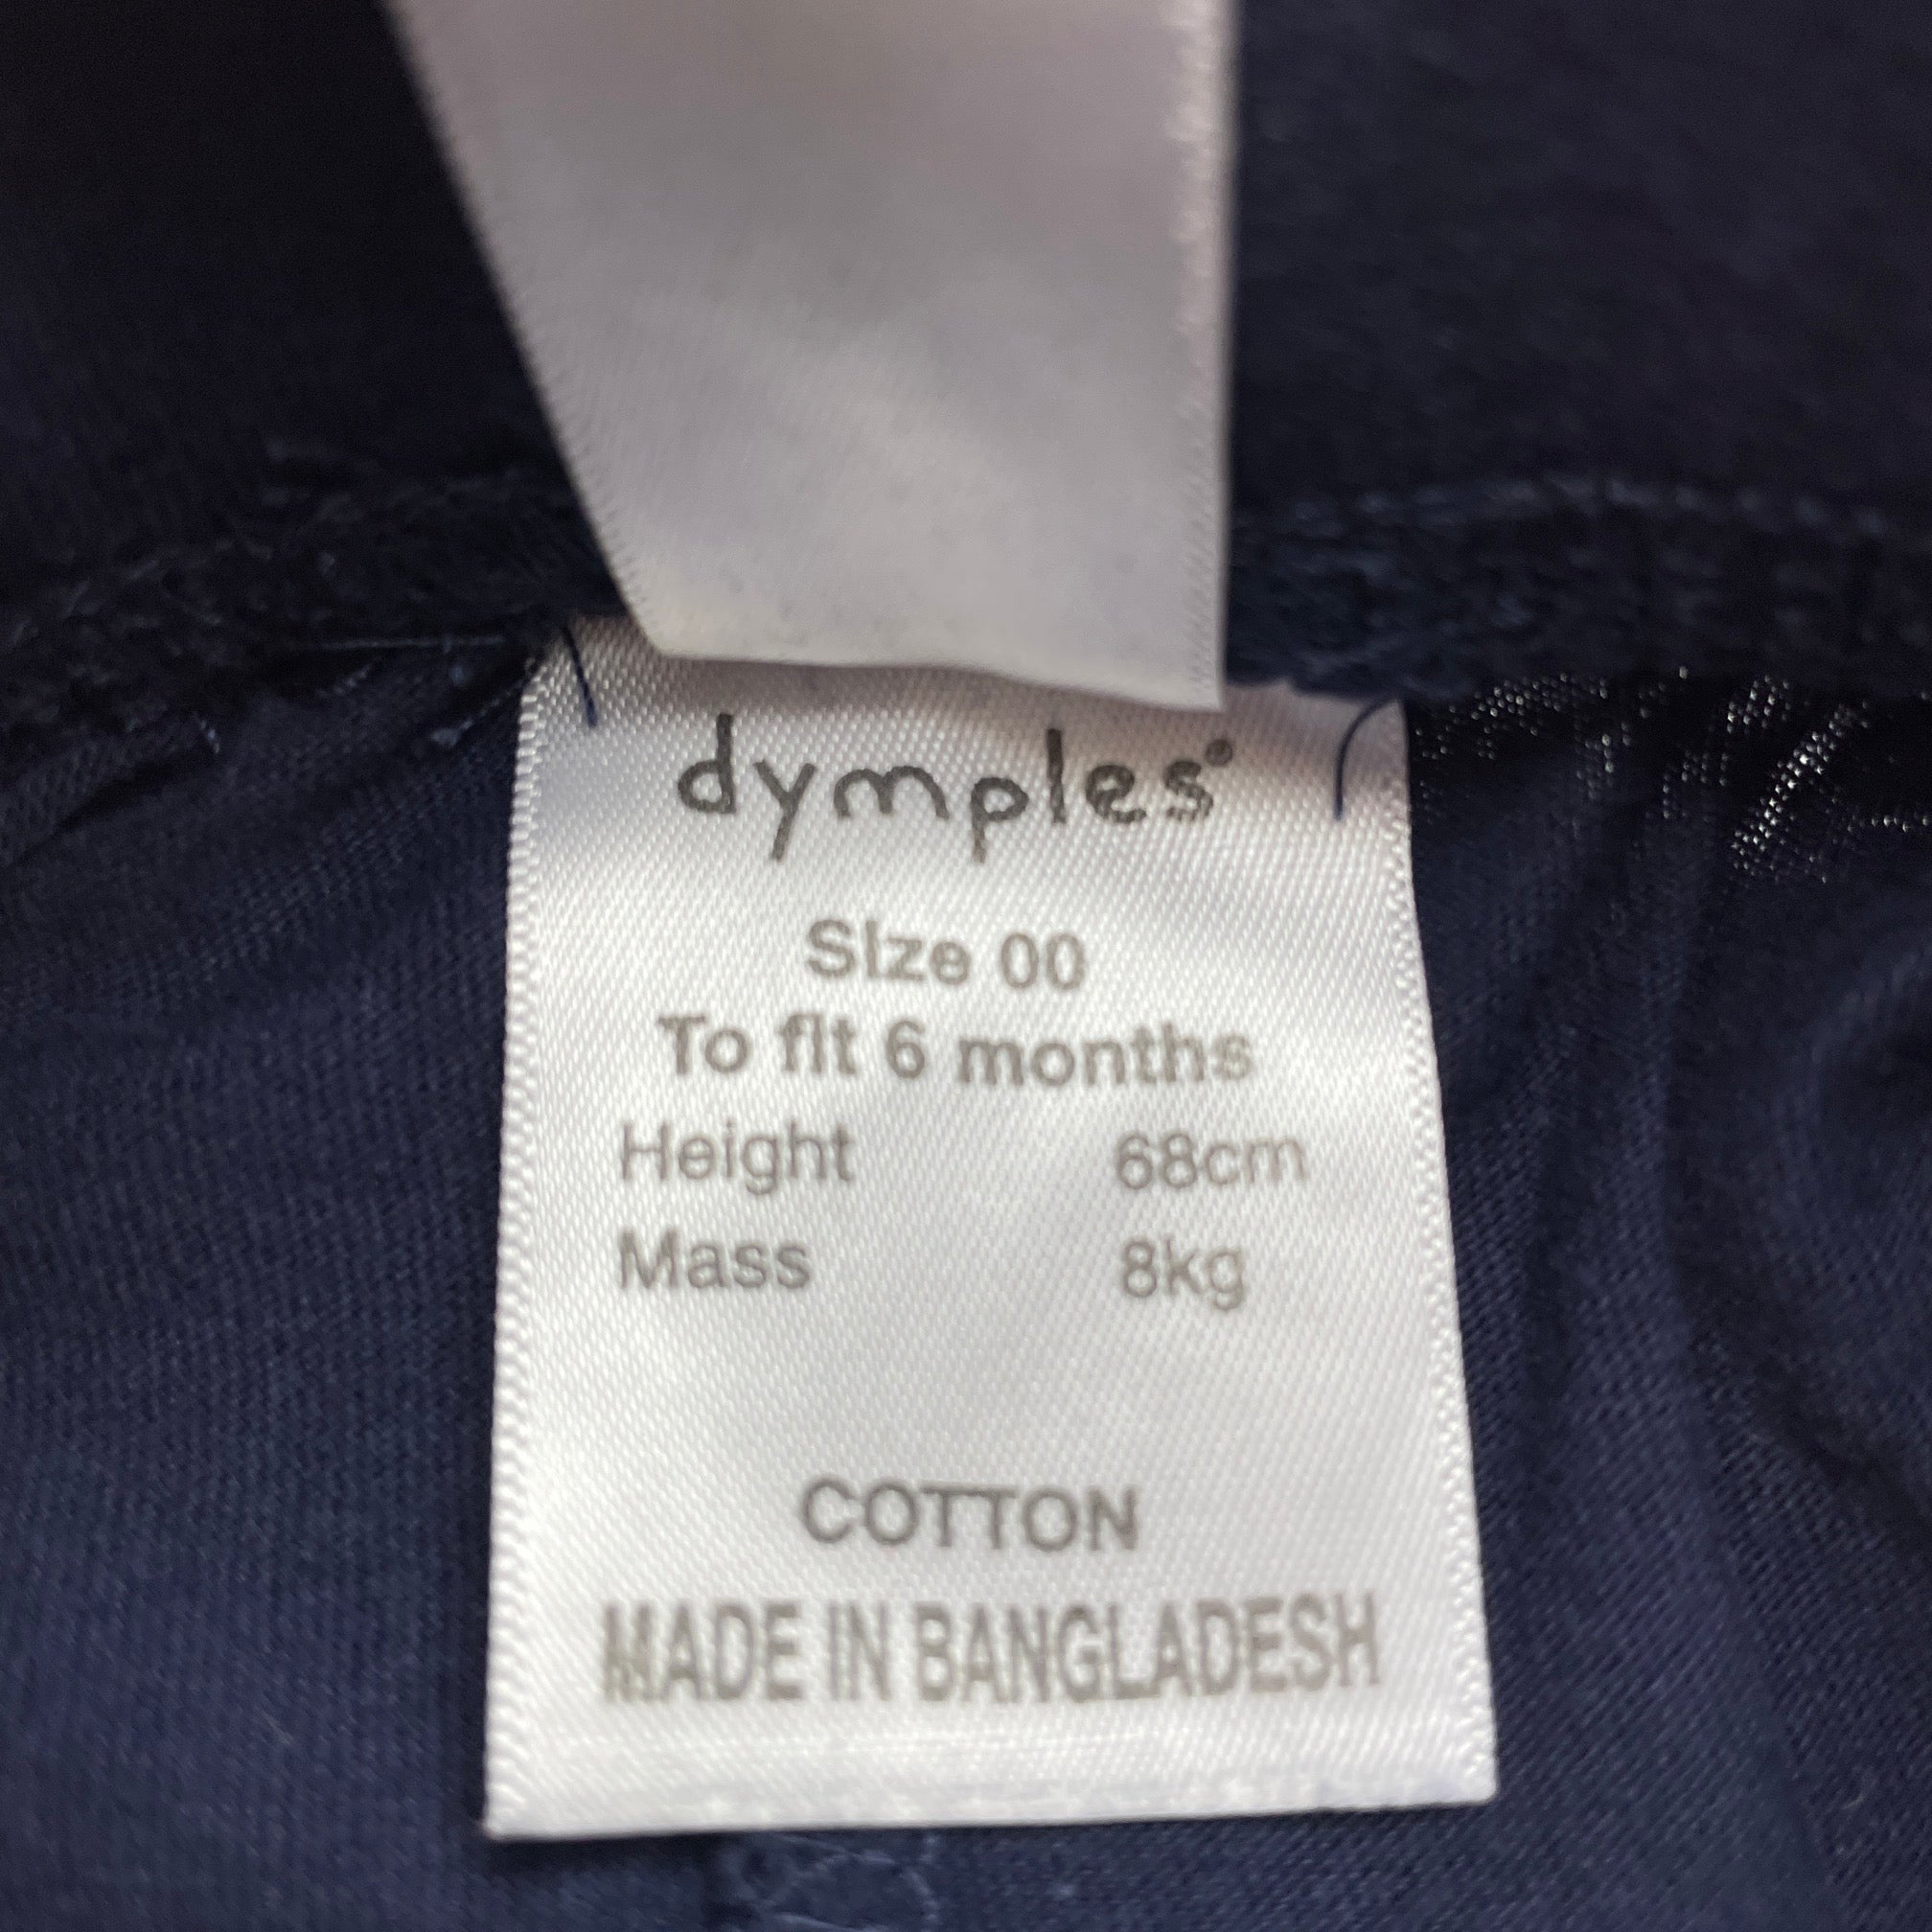 dymples®
Size 00
To fit 6 months
Height 68cm
Mass 8kg
COTTON
MADE IN BANGLADESH